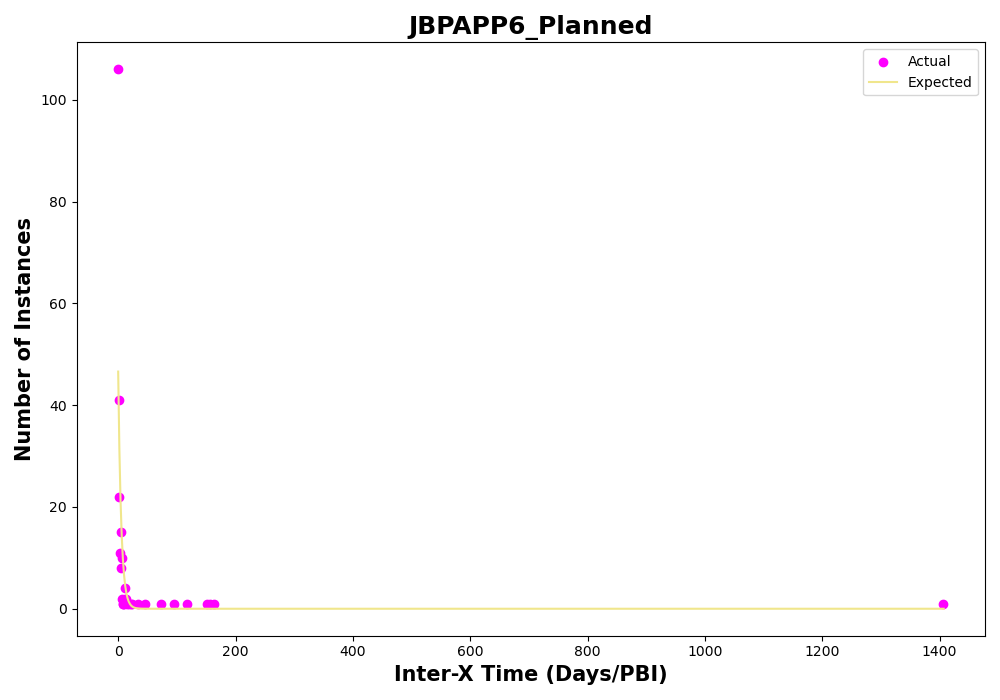 JBPAPP6_Planned
Actual
Expected
Number of Instances
100
80
60
40
20
0
0 200 400 600 800 1000 1200 1400
Inter-X Time (Days/PBI)